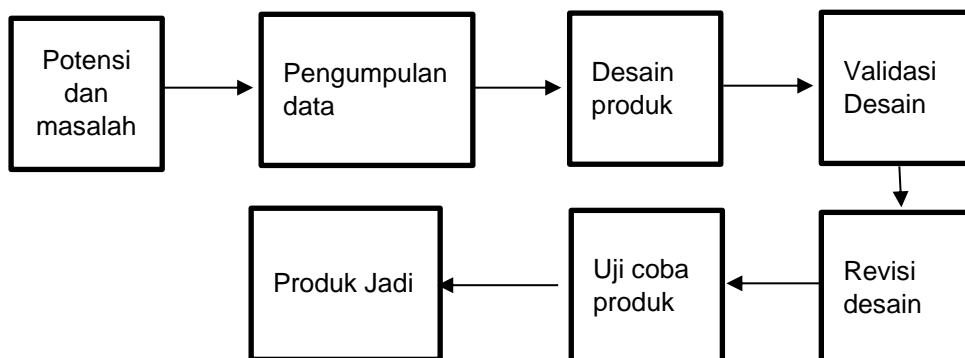 Potensi
dan
masalah
Pengumpulan
data
Desain
produk
Validasi
Desain
Revisi
desain
Uji coba
produk
Produk Jadi